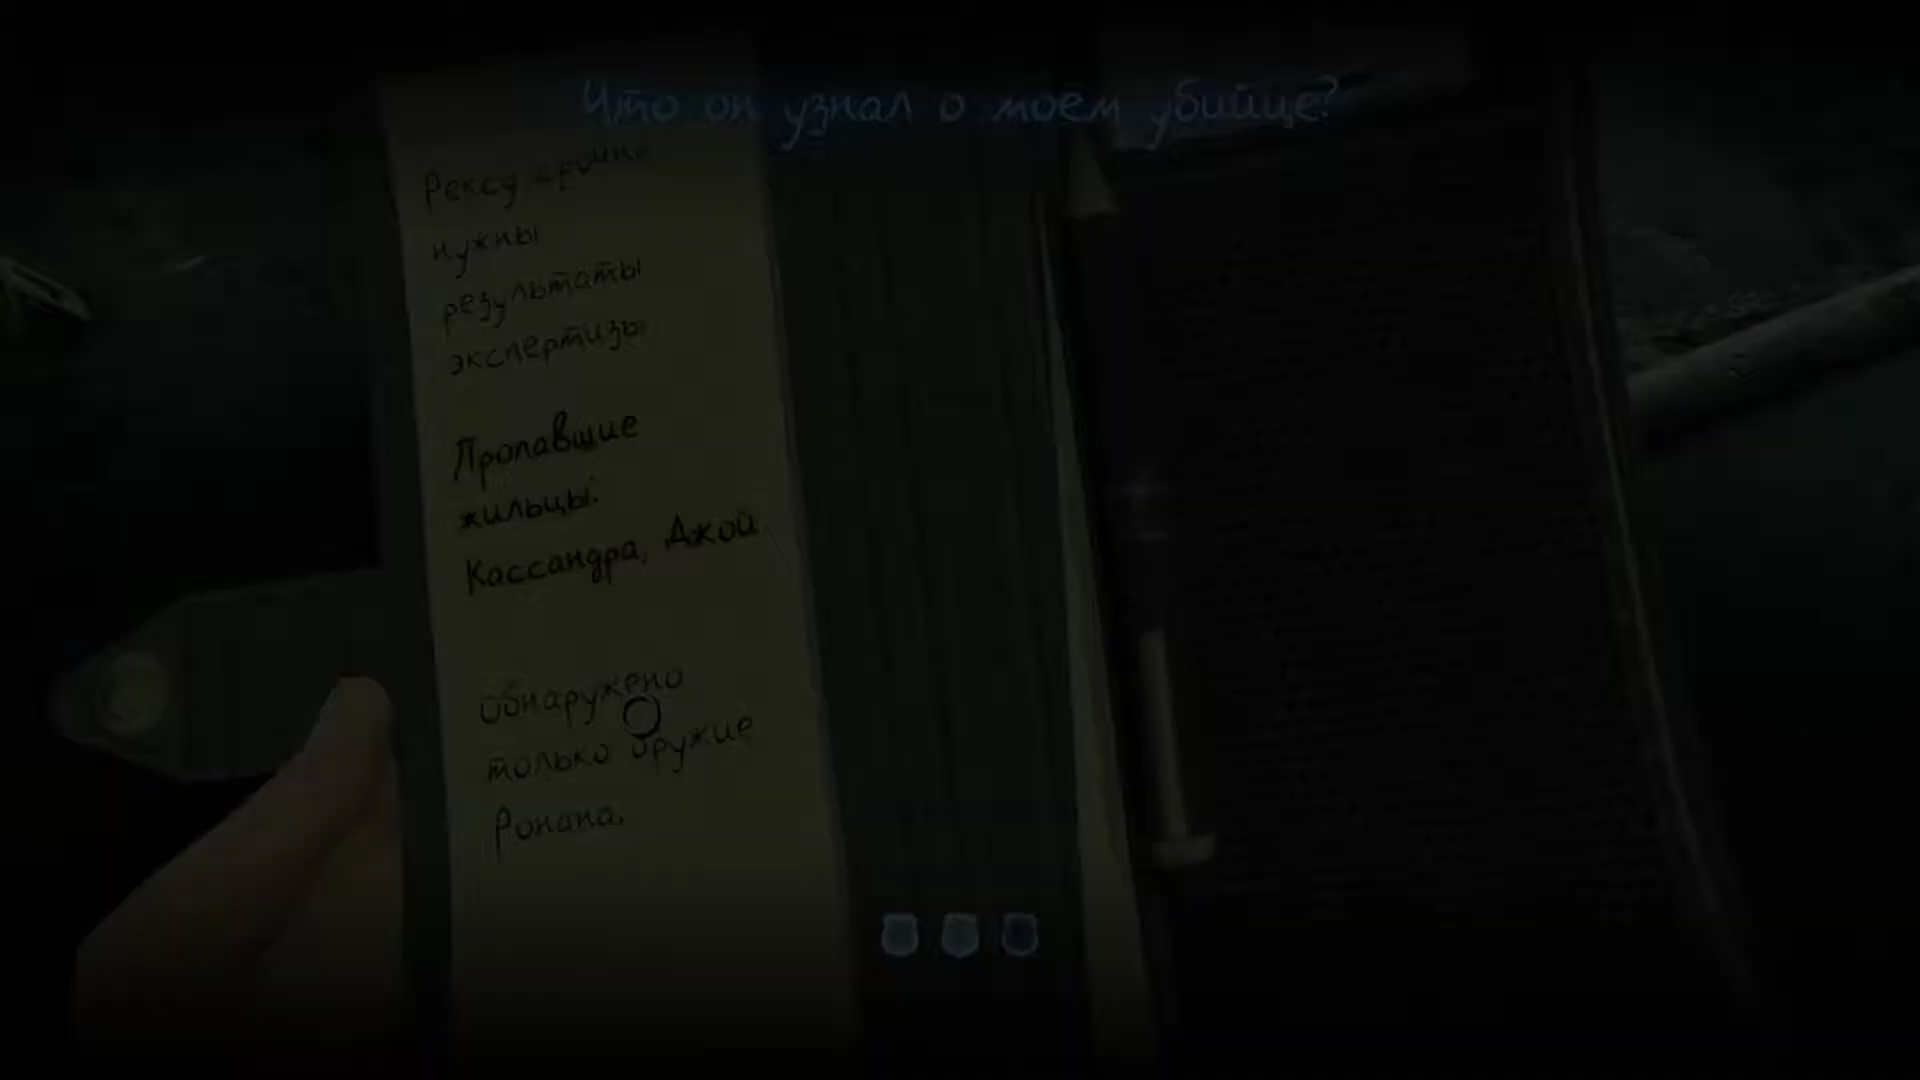 Что он узнал о моем убийце?
Рексу
нужны
результаты
экспертизы
Пропавшие
жильцы:
Кассандра, Джой
Обнаружено
только оружие
Ронана.